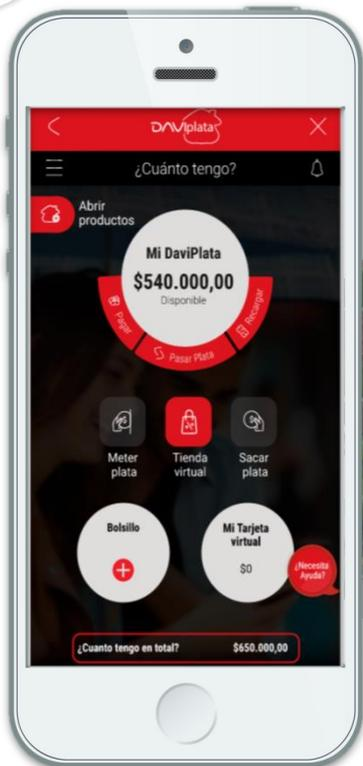 DAVIplata
¿Cuánto tengo?
Abrir
productos
Mi DaviPlata
$540.000,00
Disponible
Pagar
Pasar Plata
Recargar
Meter
plata
Tienda
virtual
Sacar
plata
Bolsillo
Mi Tarjeta
virtual
$0
¿Necesita
Ayuda?
¿Cuanto tengo en total? $650.000,00